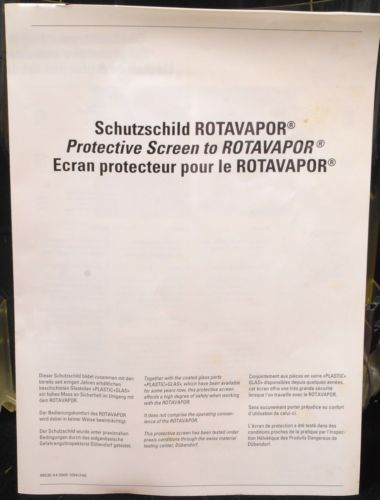 Schutzschild ROTAVAPOR®
Protective Screen to ROTAVAPOR®
Ecran protecteur pour le ROTAVAPOR®
Dieser Schutzschild bildet zusammen mit den
bereits seit einigen Jahren erhältlichen
beschichteten Glasteilen «PLASTIC+GLAS»
ein hohes Mass an Sicherheit im Umgang mit
dem ROTAVAPOR.
Der Bedienungskomfort des ROTAVAPOR
wird dabei in keiner Weise beeinträchtigt.
Der Schutzschild wurde unter praxisnahen
Bedingungen durch das eidgenössische
Gefahrengutinspektorat Dübendorf getestet.
Together with the coated glass parts
«PLASTIC+GLAS», which have been available
for some years now, this protective screen
affords a high degree of safety when working
with the ROTAVAPOR.
It does not comprise the operating conven-
ience of the ROTAVAPOR.
This protective screen has been tested under
praxis conditions through the swiss material
testing center, Dübendorf.
Conjointement aux pièces en verre «PLASTIC+
GLAS» disponibles depuis quelques années,
cet écran offre une très grande sécurité
lorsque l'on travaille avec le ROTAVAPOR.
Sans aucunement porter préjudice au confort
d'utilisation de celui-ci.
L'écran de protection a été testé dans des
conditions proches de la pratique par l'Inspec-
tion Helvétique des Produits Dangereux de
Dübendorf.